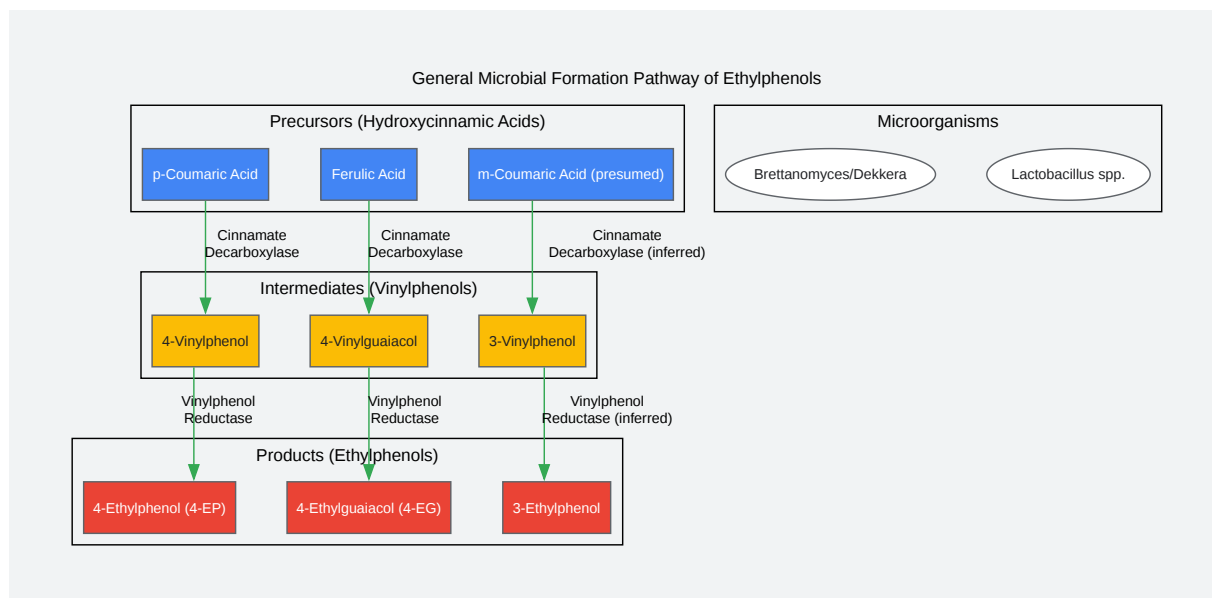 General Microbial Formation Pathway of Ethylphenols
Precursors (Hydroxycinnamic Acids)
Microorganisms
p-Coumaric Acid
Ferulic Acid
m-Coumaric Acid (presumed)
Brettanomyces/Dekkera
Lactobacillus spp.
Cinnamate
Decarboxylase
Cinnamate
Decarboxylase
Cinnamate
Decarboxylase (inferred)
Intermediates (Vinylphenols)
4-Vinylphenol
4-Vinylguaiacol
3-Vinylphenol
Vinylphenol
Reductase
Vinylphenol
Reductase
Vinylphenol
Reductase (inferred)
Products (Ethylphenols)
4-Ethylphenol (4-EP)
4-Ethylguaiacol (4-EG)
3-Ethylphenol